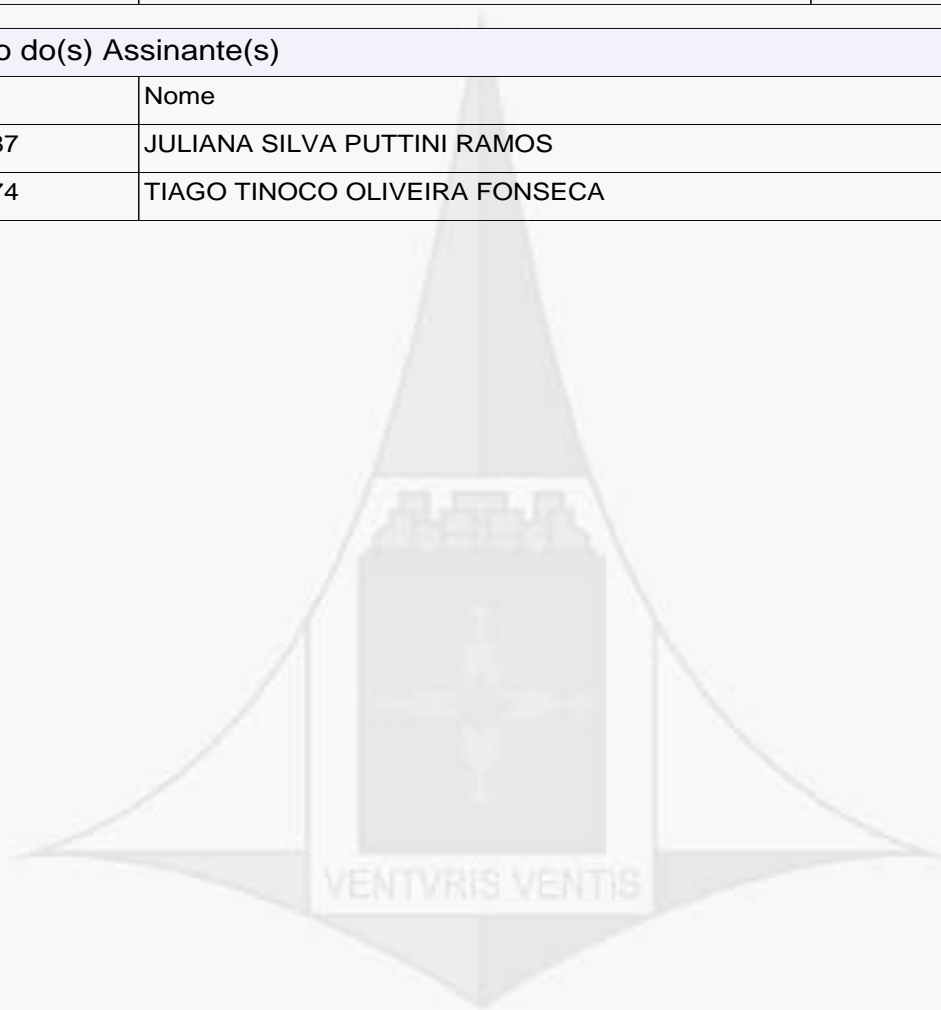 o do(s) Assinante(s)
Nome
37 JULIANA SILVA PUTTINI RAMOS
74 TIAGO TINOCO OLIVEIRA FONSECA
VENTVRIS VENTIS